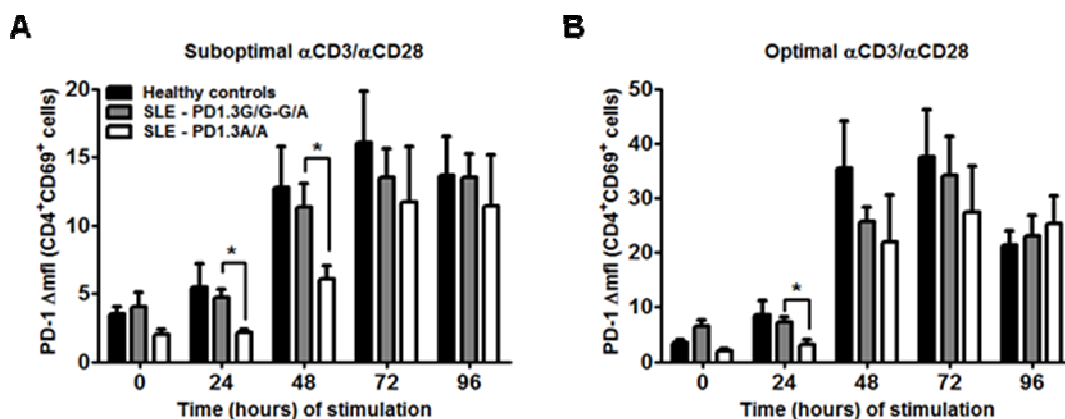 A
Suboptimal αCD3/αCD28
PD-1 Δmfi (CD4⁺CD69⁺ cells)
20
15
10
5
0
Healthy controls
SLE - PD1.3G/G-G/A
SLE - PD1.3A/A
*
*
0 24 48 72 96
Time (hours) of stimulation
B
Optimal αCD3/αCD28
PD-1 Δmfi (CD4⁺CD69⁺ cells)
50
40
30
20
10
0
*
0 24 48 72 96
Time (hours) of stimulation